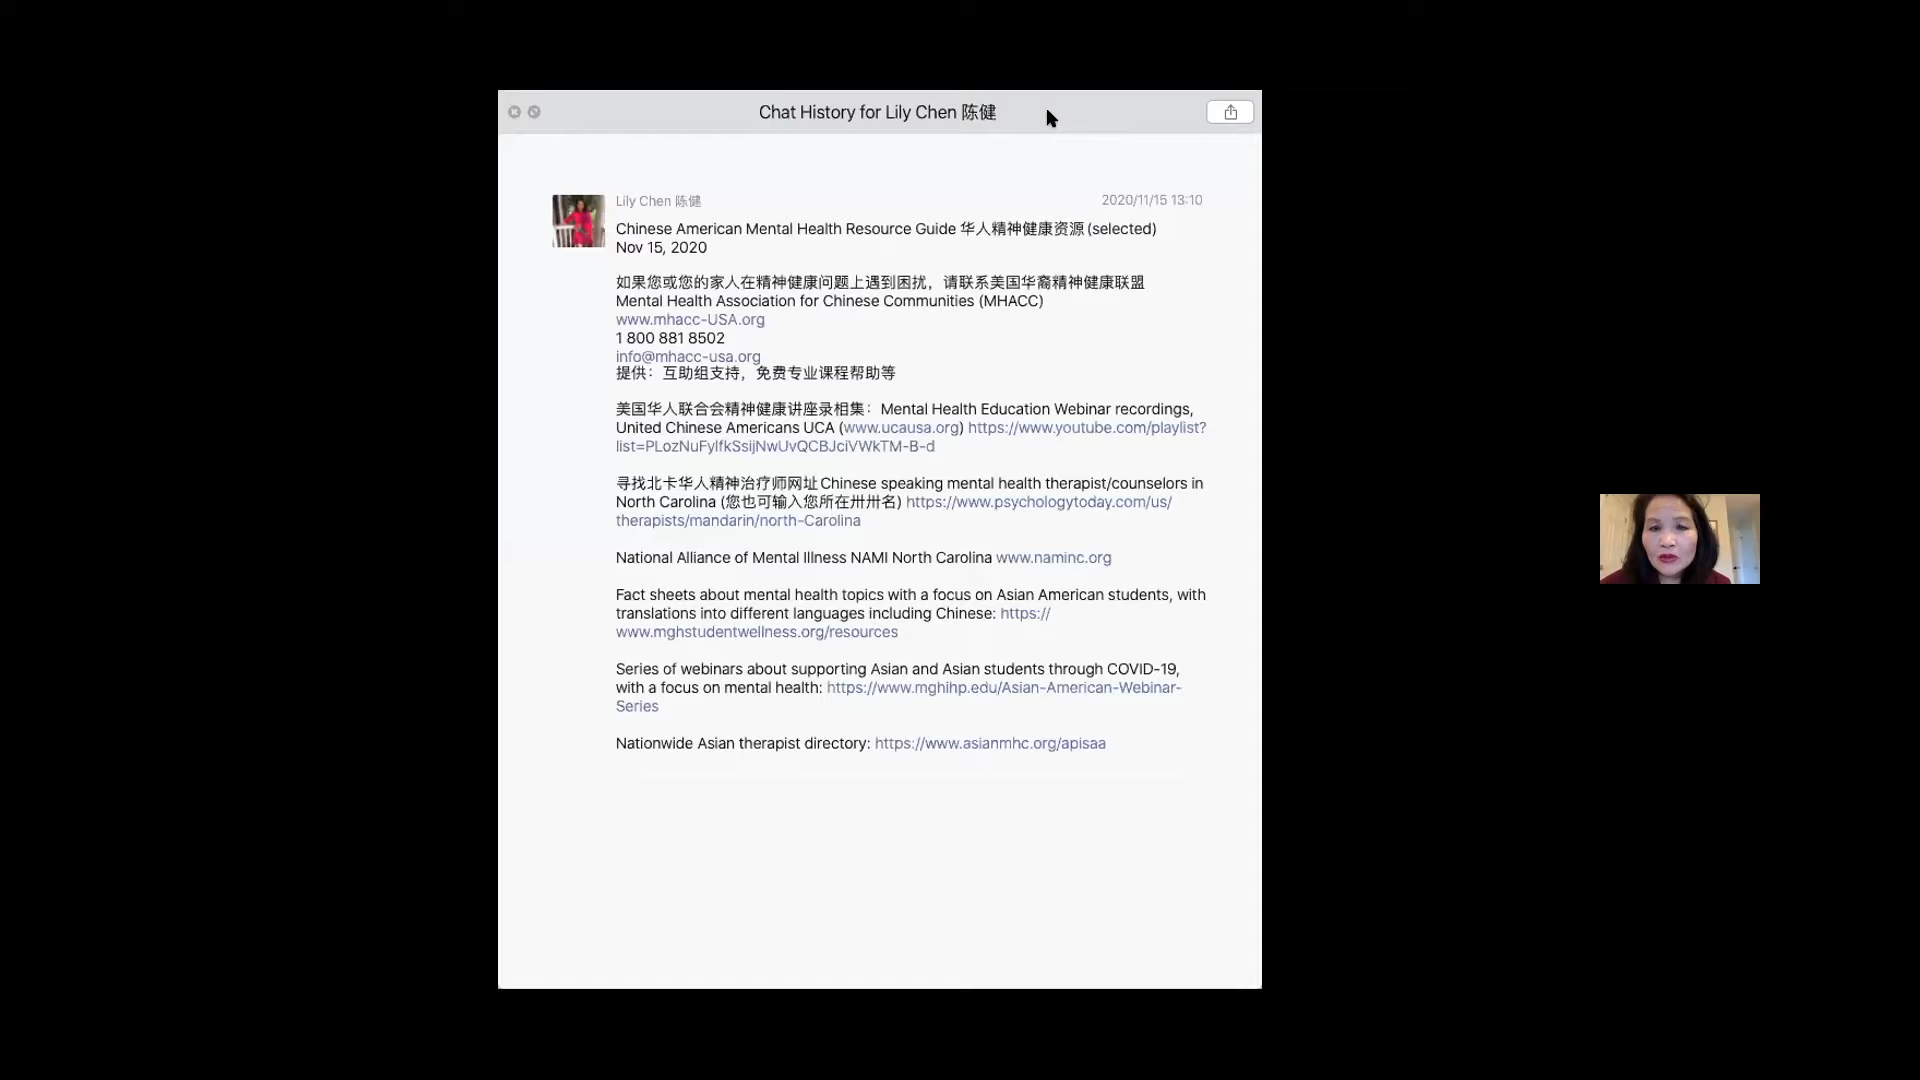 Chat History for Lily Chen 陈健
Lily Chen 陈健
2020/11/15 13:10
Chinese American Mental Health Resource Guide 华人精神健康资源 (selected)
Nov 15, 2020
如果您或您的家人在精神健康问题上遇到困扰，请联系美国华裔精神健康联盟
Mental Health Association for Chinese Communities (MHACC)
www.mhacc-USA.org
1 800 881 8502
info@mhacc-usa.org
提供：互助组支持，免费专业课程帮助等
美国华人联合会精神健康讲座录相集：Mental Health Education Webinar recordings,
United Chinese Americans UCA (www.ucausa.org) https://www.youtube.com/playlist?
list=PLozNuFylfkSsijNwUvQCBJciVWkTM-B-d
寻找北卡华人精神治疗师网址 Chinese speaking mental health therapist/counselors in
North Carolina (您也可输入您所在卅卅名) https://www.psychologytoday.com/us/
therapists/mandarin/north-Carolina
National Alliance of Mental Illness NAMI North Carolina www.naminc.org
Fact sheets about mental health topics with a focus on Asian American students, with
translations into different languages including Chinese: https://
www.mghstudentwellness.org/resources
Series of webinars about supporting Asian and Asian students through COVID-19,
with a focus on mental health: https://www.mghihp.edu/Asian-American-Webinar-
Series
Nationwide Asian therapist directory: https://www.asianmhc.org/apisaa